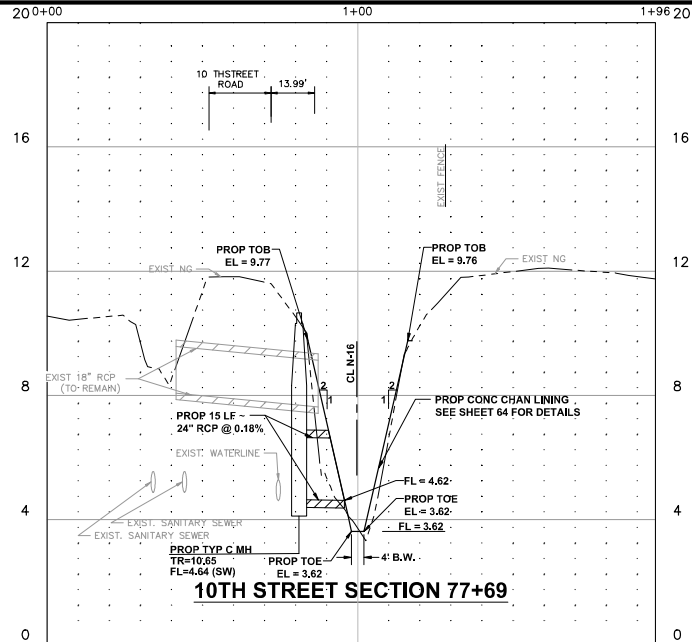 20 0+00 1+00 1+96 20
10 THSTREET
ROAD
13.99'
16 16
EXIST FENCE
PROP TOB
EL = 9.77
PROP TOB
EL = 9.76
12 12
EXIST NG
EXIST NG
CL N-16
EXIST 18" RCP
(TO REMAIN)
8 8
2
1
2
1
PROP CONC CHAN LINING
SEE SHEET 64 FOR DETAILS
PROP 15 LF ~
24" RCP @ 0.18%
EXIST. WATERLINE
FL = 4.62
PROP TOE
EL = 3.62
FL = 3.62
4 4
EXIST. SANITARY SEWER
EXIST. SANITARY SEWER
PROP TYP C MH
TR=10.65
FL=4.64 (SW)
PROP TOE
EL = 3.62
4' B.W.
10TH STREET SECTION 77+69
0 0